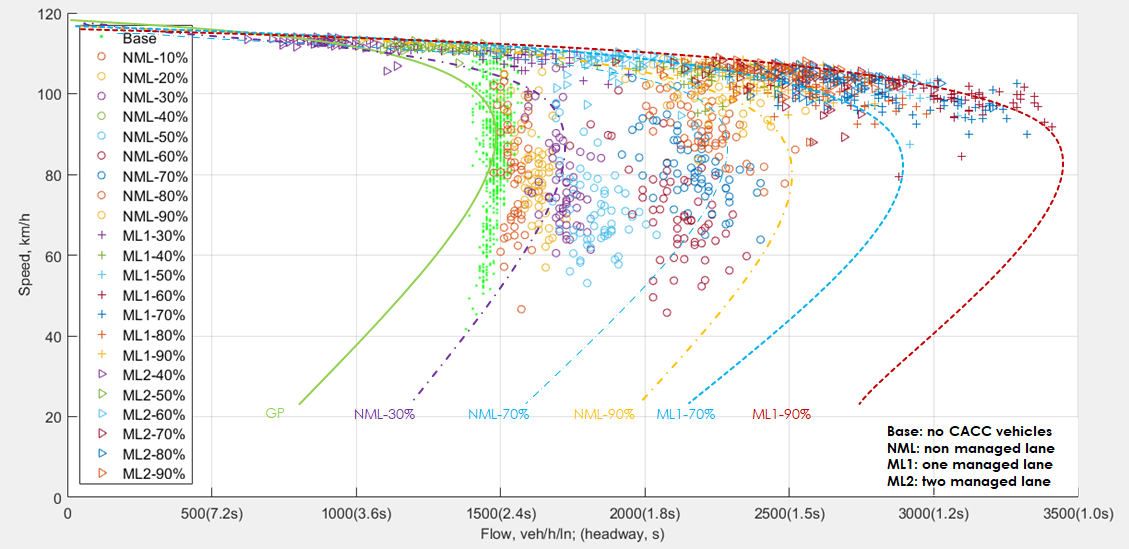 120
100
80
60
40
20
0
Speed, km/h
Base
NML-10%
NML-20%
NML-30%
NML-40%
NML-50%
NML-60%
NML-70%
NML-80%
NML-90%
ML1-30%
ML1-40%
ML1-50%
ML1-60%
ML1-70%
ML1-80%
ML1-90%
ML2-40%
ML2-50%
ML2-60%
ML2-70%
ML2-80%
ML2-90%
GP NML-30% NML-70% NML-90% ML1-70% ML1-90%
Base: no CACC vehicles
NML: non managed lane
ML1: one managed lane
ML2: two managed lane
0 500(7.2s) 1000(3.6s) 1500(2.4s) 2000(1.8s) 2500(1.5s) 3000(1.2s) 3500(1.0s)
Flow, veh/h/ln; (headway, s)